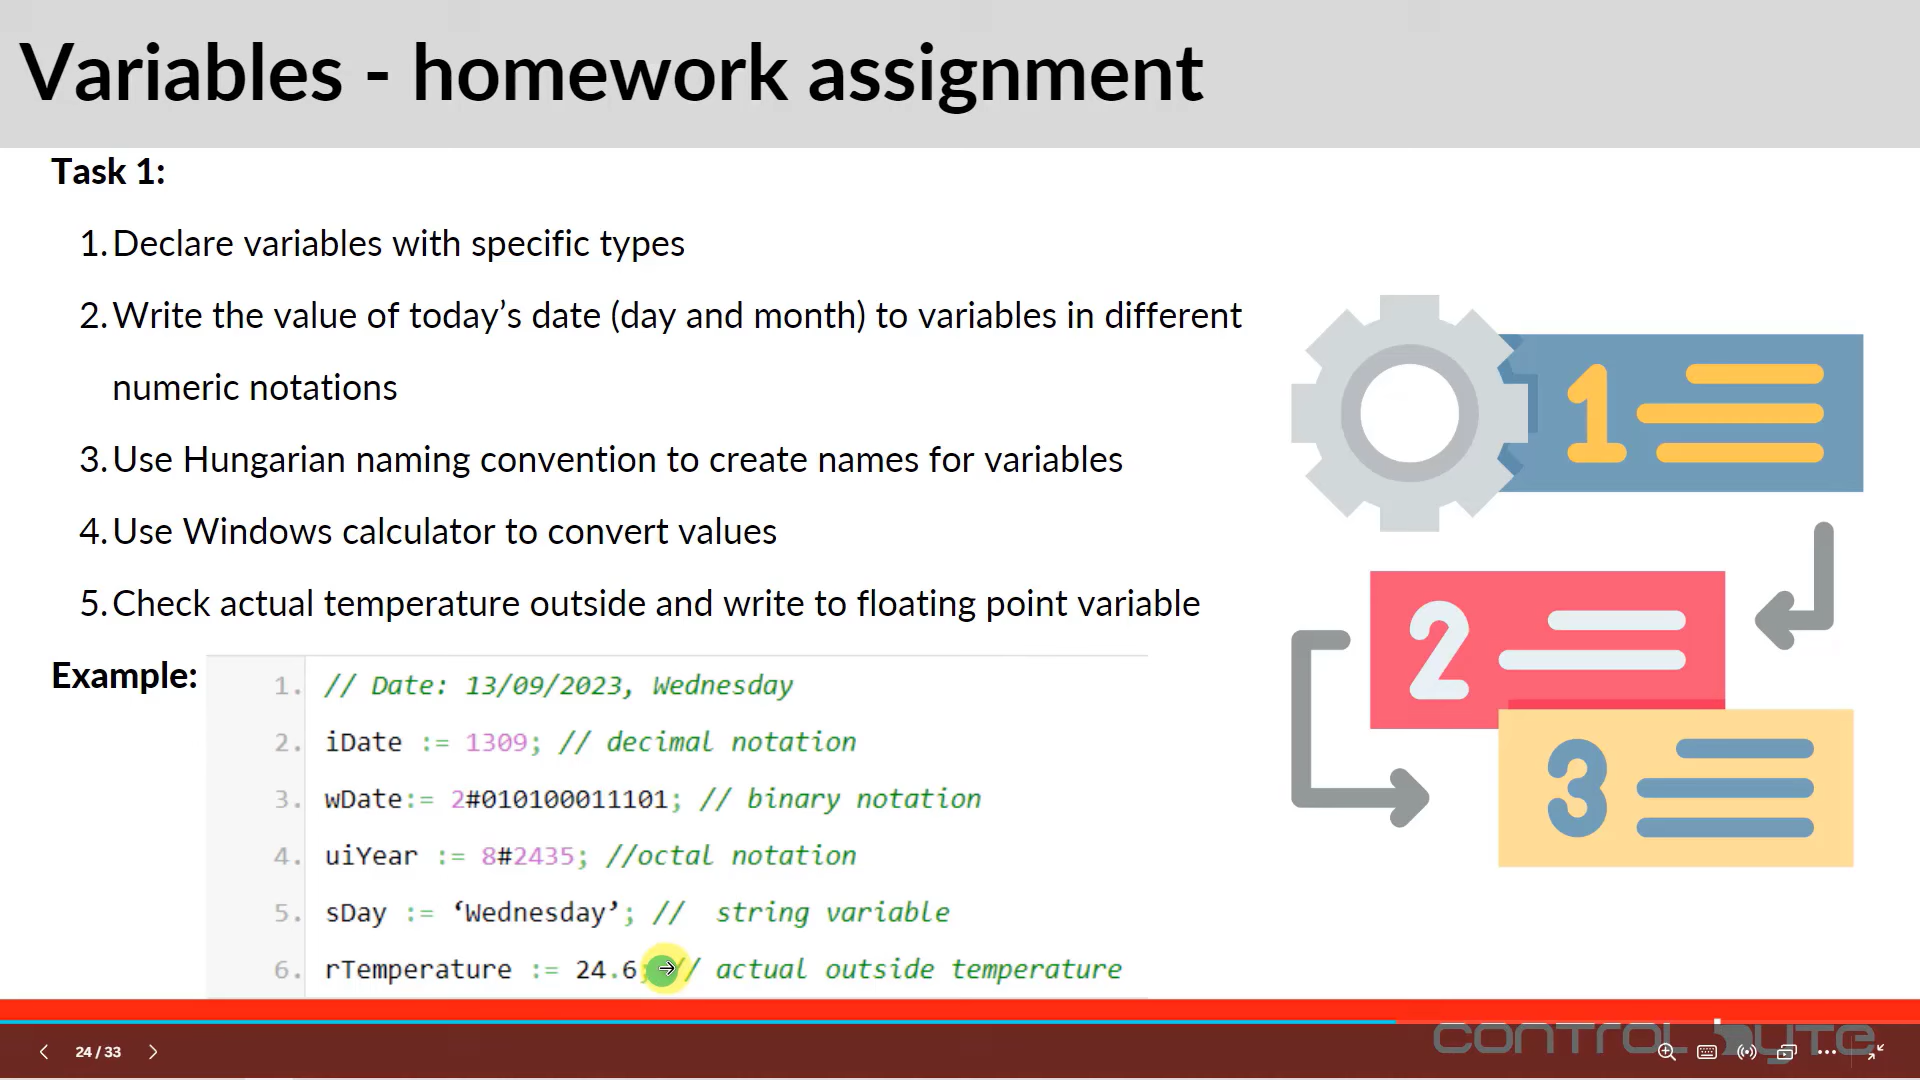 Variables - homework assignment
Task 1:
1. Declare variables with specific types
2. Write the value of today’s date (day and month) to variables in different
numeric notations
3. Use Hungarian naming convention to create names for variables
4. Use Windows calculator to convert values
5. Check actual temperature outside and write to floating point variable
Example:
1. // Date: 13/09/2023, Wednesday
2. iDate := 1309; // decimal notation
3. wDate:= 2#010100011101; // binary notation
4. uiYear := 8#2435; //octal notation
5. sDay := ‘Wednesday’; // string variable
6. rTemperature := 24.6; // actual outside temperature
1
2
3
control byte
24 / 33